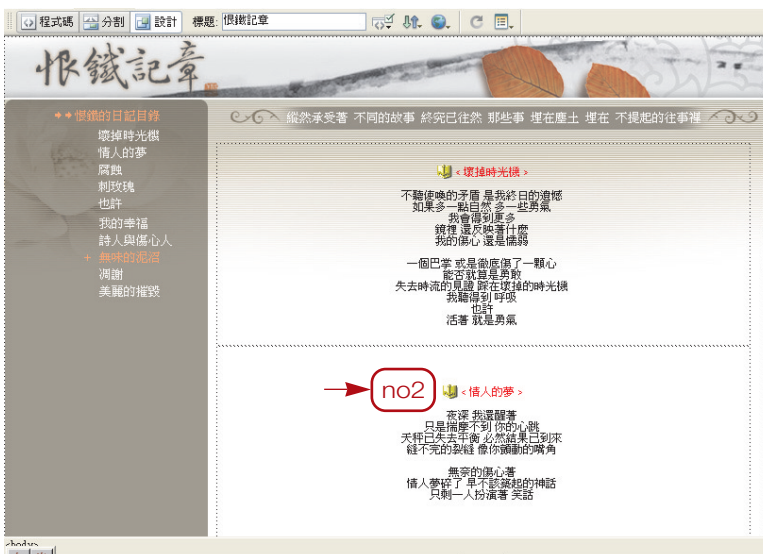 程式碼 分割 設計 標題: 恨鐵記章
恨鐵記章
恨鐵的日記目錄
壞掉時光機
情人的夢
腐蝕
刺玫瑰
也許
我的幸福
詩人與傷心人
+ 無味的泥沼
凋謝
美麗的摧毀
縱然承受著 不同的故事 終究已往然 那些事 埋在塵土 埋在 不提起的往事裡
<壞掉時光機>
不聽使喚的矛盾 是我終日的遺憾
如果多一點自然 多一些勇氣
我會得到更多
鏡裡 還反映著什麼
我的傷心 還是懦弱
一個巴掌 或是徹底傷了一顆心
能否就算是勇敢
失去時流的見證 踩在壞掉的時光機
我聽得到 呼吸
也許
活著 就是勇氣
no2
<情人的夢>
夜深 我還醒著
只是揣摩不到 你的心跳
天秤已失去平衡 必然結果已到來
縫不完的裂縫 像你顫動的嘴角
無奈的傷心著
情人夢碎了 早不該築起的神話
只剩一人扮演著 笑話
<body>